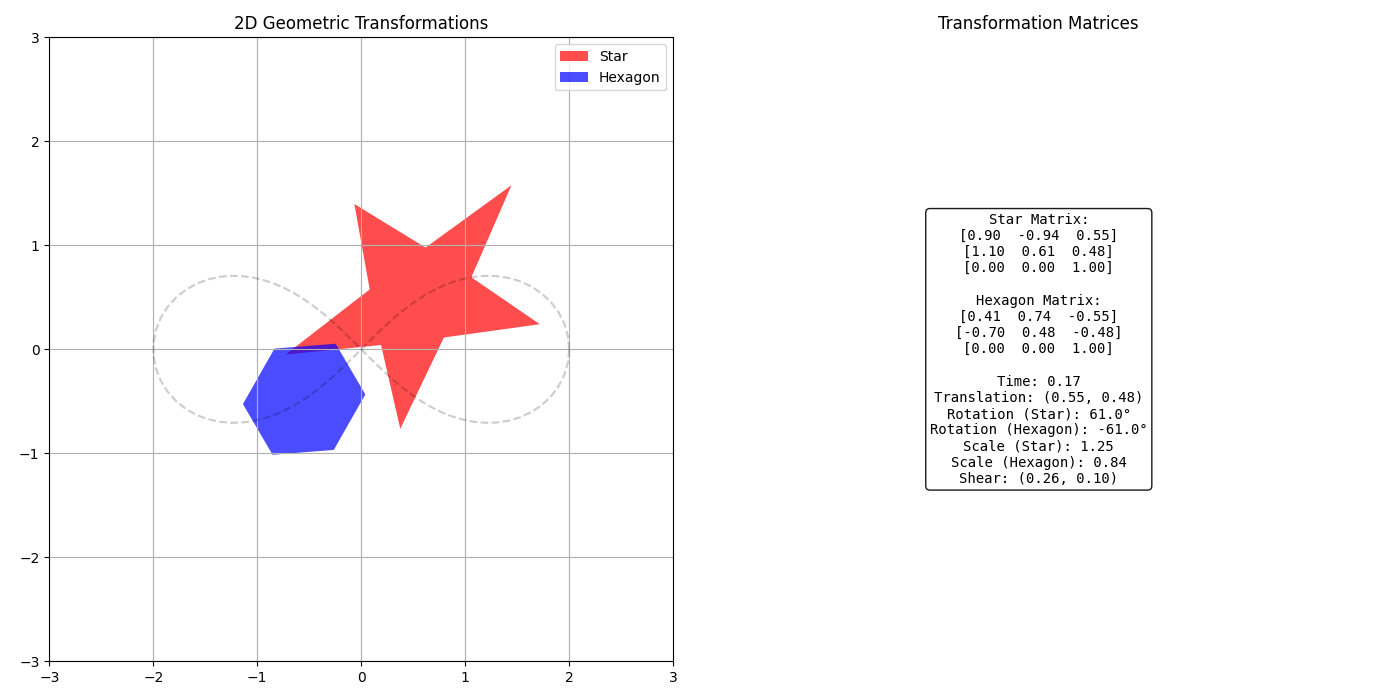 2D Geometric Transformations
3
2
1
0
−1
−2
−3
−3 −2 −1 0 1 2 3
Star
Hexagon
Transformation Matrices
Star Matrix:
[0.90  -0.94  0.55]
[1.10  0.61  0.48]
[0.00  0.00  1.00]
Hexagon Matrix:
[0.41  0.74  -0.55]
[-0.70  0.48  -0.48]
[0.00  0.00  1.00]
Time: 0.17
Translation: (0.55, 0.48)
Rotation (Star): 61.0°
Rotation (Hexagon): -61.0°
Scale (Star): 1.25
Scale (Hexagon): 0.84
Shear: (0.26, 0.10)